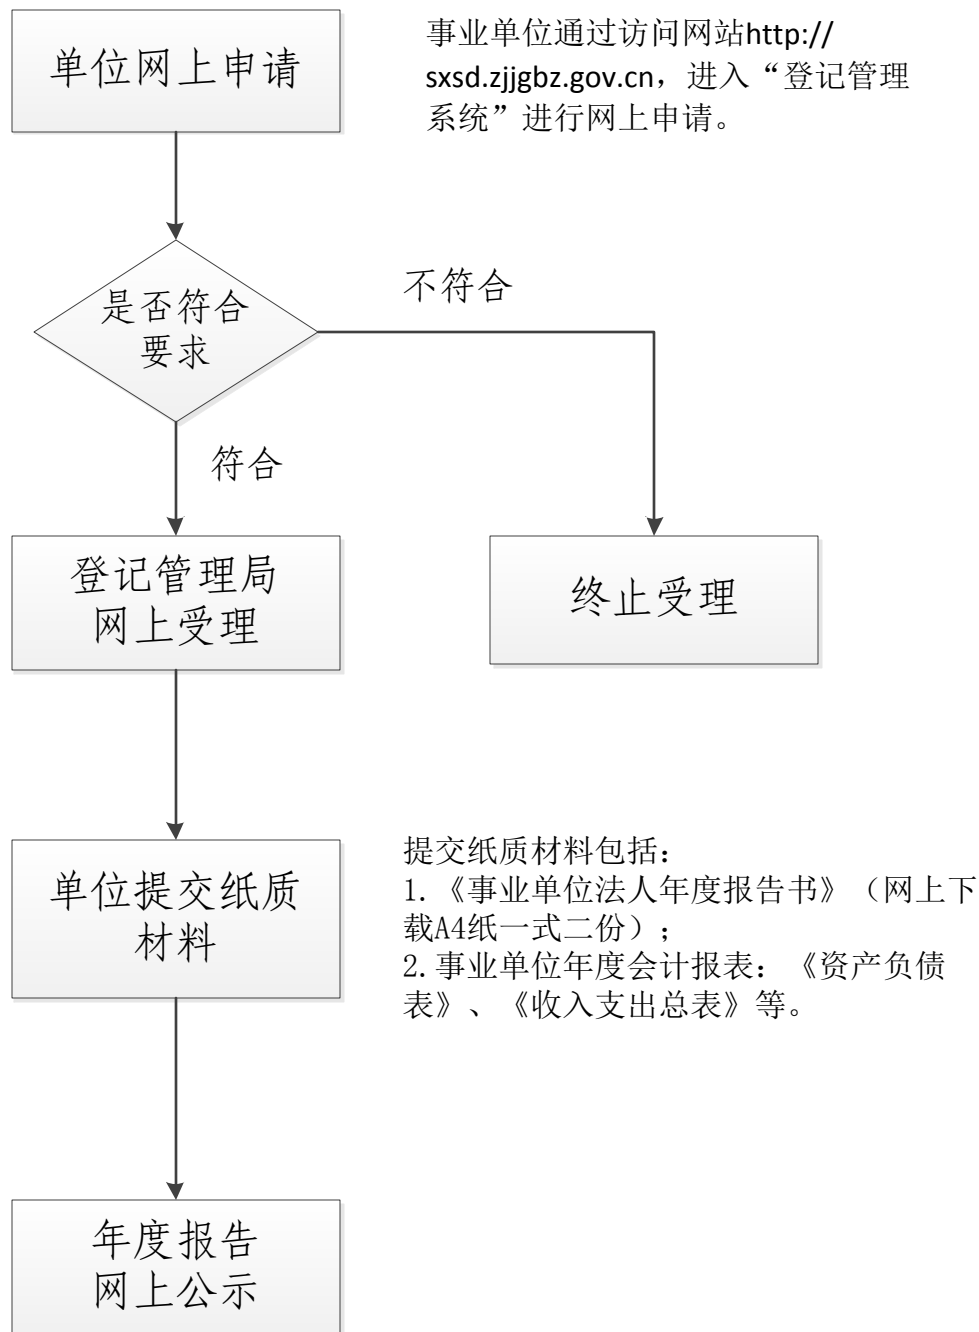 单位网上申请
事业单位通过访问网站http://
sxsd.zjjgbz.gov.cn，进入“登记管理
系统”进行网上申请。
是否符合
要求
不符合
符合
登记管理局
网上受理
终止受理
单位提交纸质
材料
提交纸质材料包括：
1.《事业单位法人年度报告书》（网上下
载A4纸一式二份）；
2.事业单位年度会计报表：《资产负债
表》、《收入支出总表》等。
年度报告
网上公示